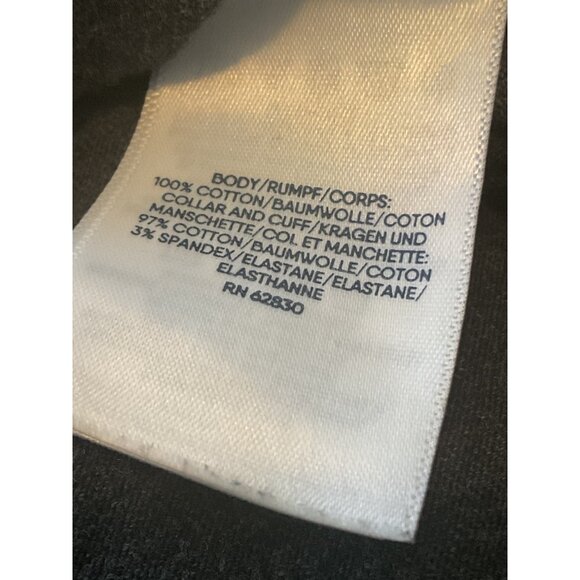 BODY/RUMPF/CORPS:
100% COTTON/BAUMWOLLE/COTON
COLLAR AND CUFF/KRAGEN UND
MANSCHETTE/COL ET MANCHETTE:
97% COTTON/BAUMWOLLE/COTON
3% SPANDEX/ELASTANE/ELASTANE/
ELASTHANNE
RN 62830